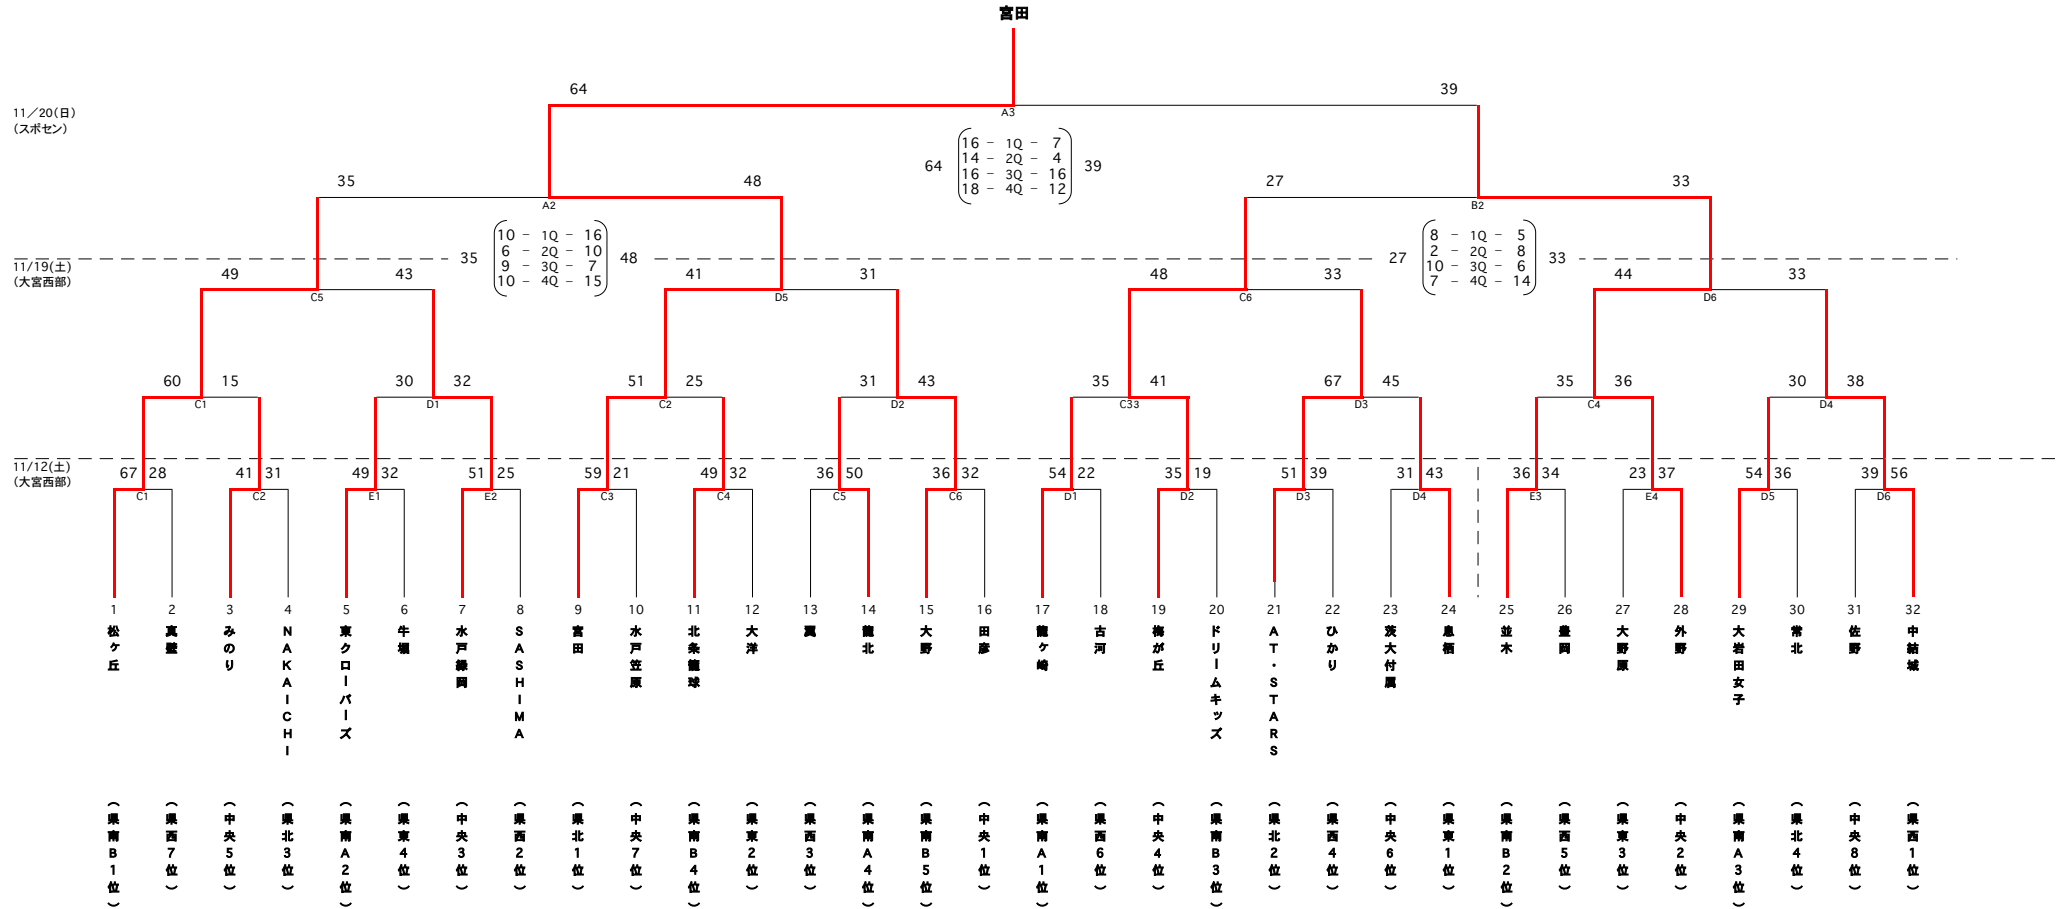 宮田
64 39
11／20(日)
(スポセン)
A3
64 16 － 1Q － 7 39
14 － 2Q － 4
16 － 3Q － 16
18 － 4Q － 12
35 48 27 33
A2 B2
35 10 － 1Q － 16 48
6 － 2Q － 10
9 － 3Q － 7
10 － 4Q － 15
27 8 － 1Q － 5 33
2 － 2Q － 8
10 － 3Q － 6
7 － 4Q － 14
11/19(土)
(大宮西部)
49 43 41 31 48 33 44 33
C5 D5 C6 D6
60 15 30 32 51 25 31 43 35 41 67 45 35 36 30 38
C1 D1 C2 D2 C33 D3 C4 D4
11/12(土)
(大宮西部)
67 28 41 31 49 32 51 25 59 21 49 32 36 50 36 32 54 22 35 19 51 39 31 43 36 34 23 37 54 36 39 56
C1 C2 E1 E2 C3 C4 C5 C6 D1 D2 D3 D4 E3 E4 D5 D6
1 松ケ丘 (県南B1位)
2 真壁 (県西7位)
3 みのり (中央5位)
4 NAKAICHI (県北3位)
5 東クローバーズ (県南A2位)
6 牛堀 (県東4位)
7 水戸緑岡 (中央3位)
8 SASHIMA (県西2位)
9 宮田 (県北1位)
10 水戸笠原 (中央7位)
11 北条籠球 (県南B4位)
12 大洋 (県東2位)
13 翼 (県西3位)
14 龍北 (県南A4位)
15 大野 (県南B5位)
16 田彦 (中央1位)
17 龍ケ崎 (県南A1位)
18 古河 (県西6位)
19 梅が丘 (中央4位)
20 ドリームキッズ (県南B3位)
21 AT・STARS (県北2位)
22 ひかり (県西4位)
23 茨大付属 (中央6位)
24 息栖 (県東1位)
25 並木 (県南B2位)
26 豊岡 (県西5位)
27 大野原 (県東3位)
28 外野 (中央2位)
29 大岩田女子 (県南A3位)
30 常北 (県北4位)
31 佐野 (中央8位)
32 中結城 (県西1位)